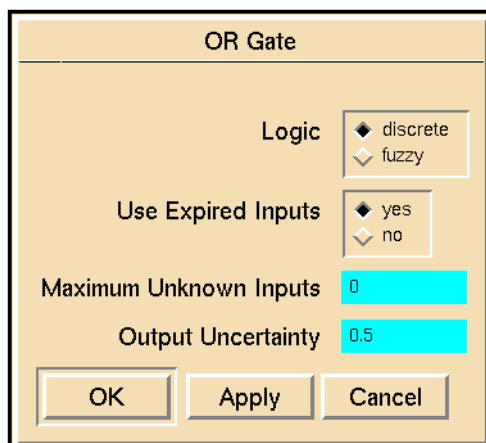 OR Gate
Logic
discrete
fuzzy
Use Expired Inputs
yes
no
Maximum Unknown Inputs 0
Output Uncertainty 0.5
OK Apply Cancel